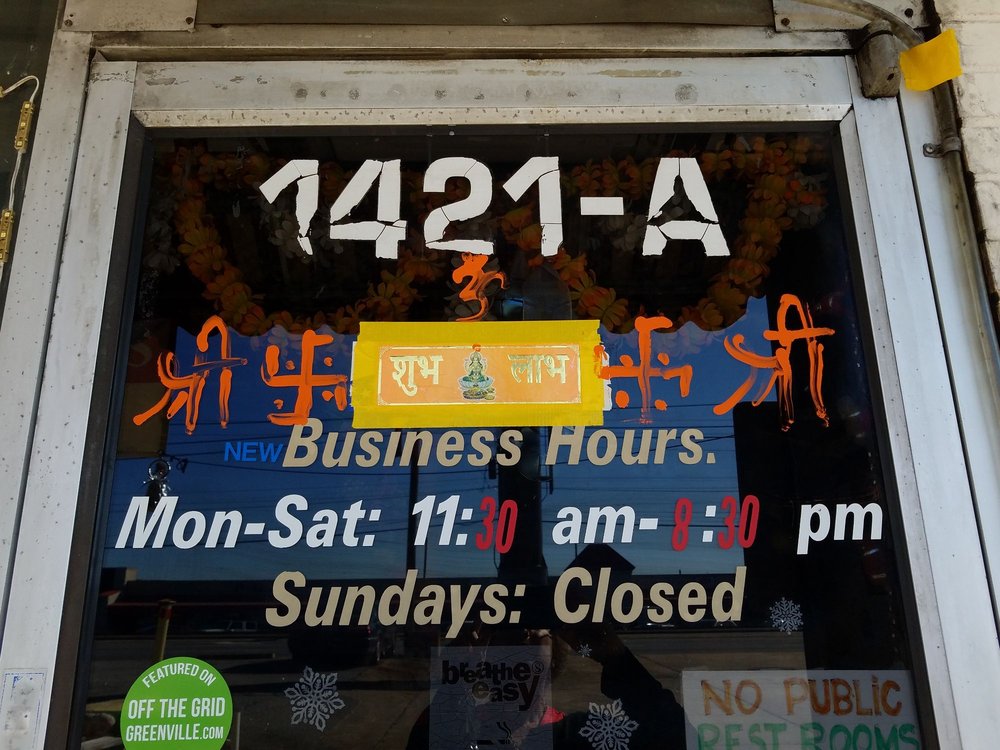 1421-A
ॐ
श्री 卐 शुभ लाभ 卐 श्री
NEW Business Hours.
Mon-Sat: 11:30 am- 8:30 pm
Sundays: Closed
FEATURED ON
OFF THE GRID
GREENVILLE.COM
breathe
easy
NO PUBLIC
REST ROOMS